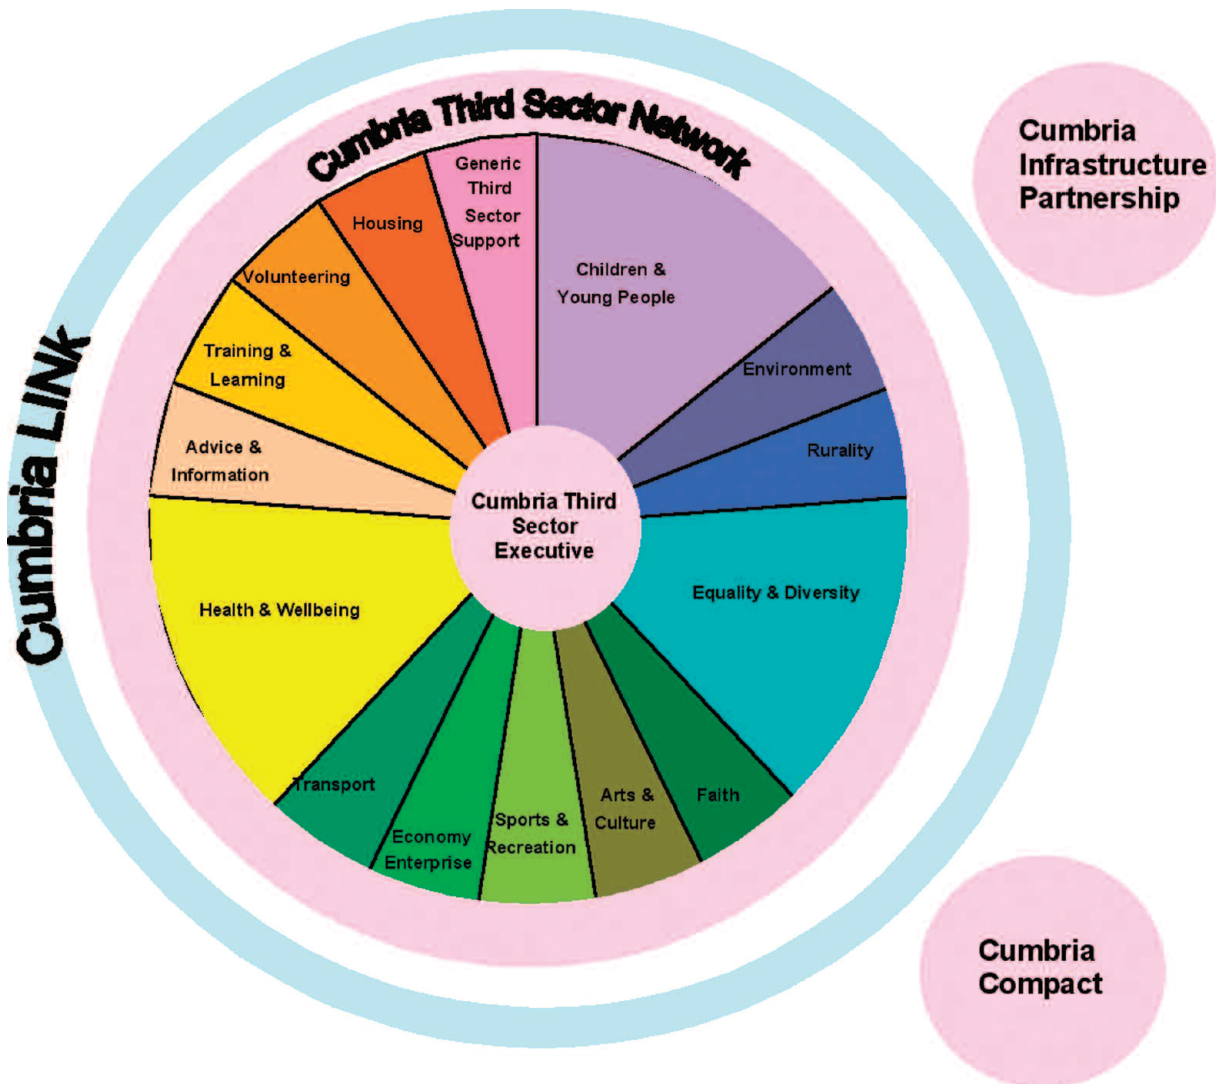 Cumbria Third Sector Network
Cumbria
Infrastructure
Partnership
Generic
Third
Sector
Support
Housing
Children &
Young People
Volunteering
Training &
Learning
Environment
Advice &
Information
Rurality
Cumbria LINk
Cumbria Third
Sector
Executive
Health & Wellbeing
Equality & Diversity
Transport
Economy
Enterprise
Sports &
Recreation
Arts &
Culture
Faith
Cumbria
Compact